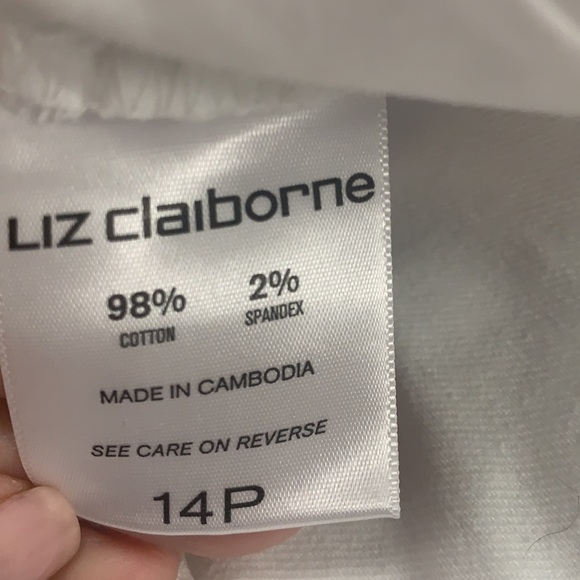 LIZ claiborne
98% 2%
COTTON SPANDEX
MADE IN CAMBODIA
SEE CARE ON REVERSE
14P